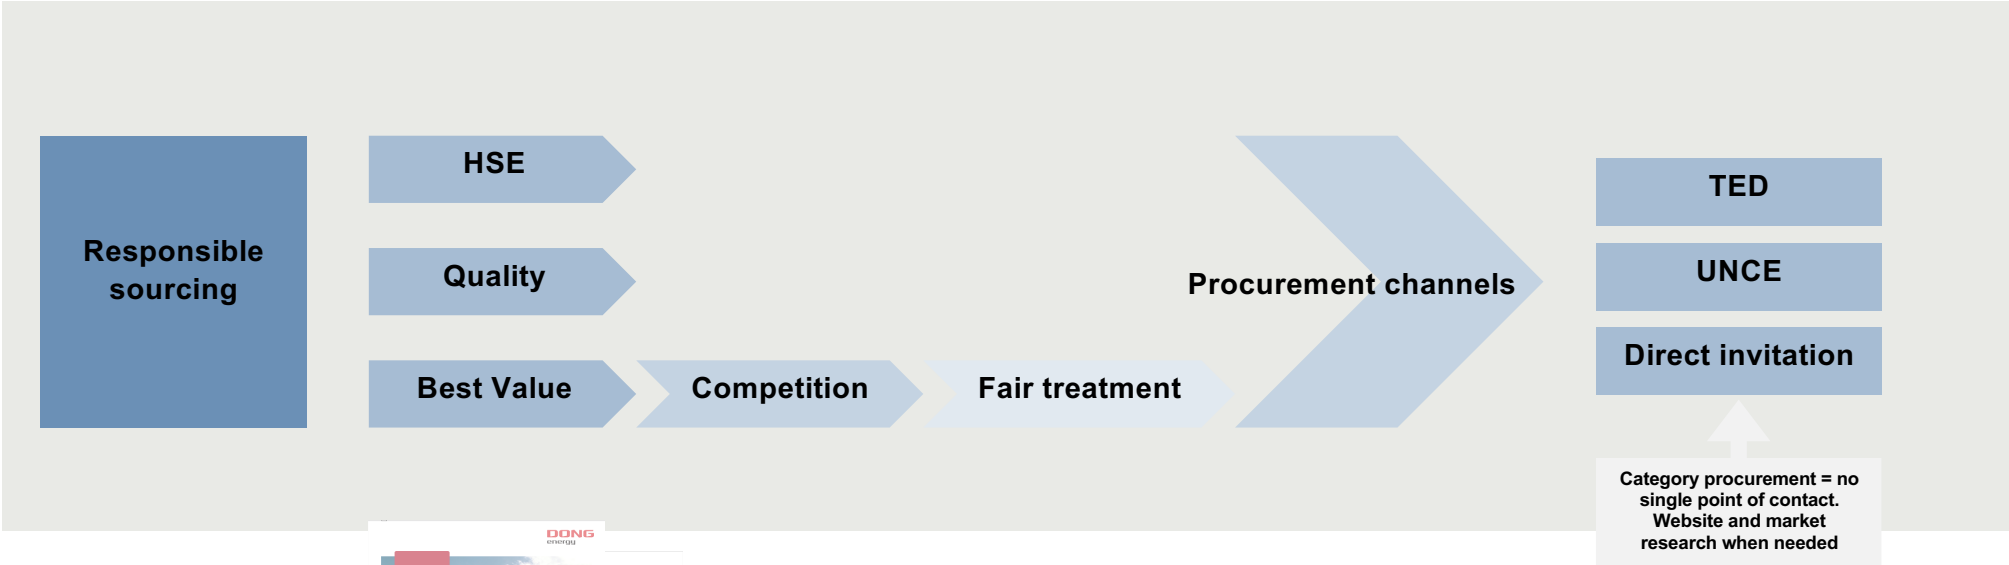 Responsible
sourcing
HSE
Quality
Best Value
Competition
Fair treatment
Procurement channels
TED
UNCE
Direct invitation
Category procurement = no
single point of contact.
Website and market
research when needed
DONG
energy